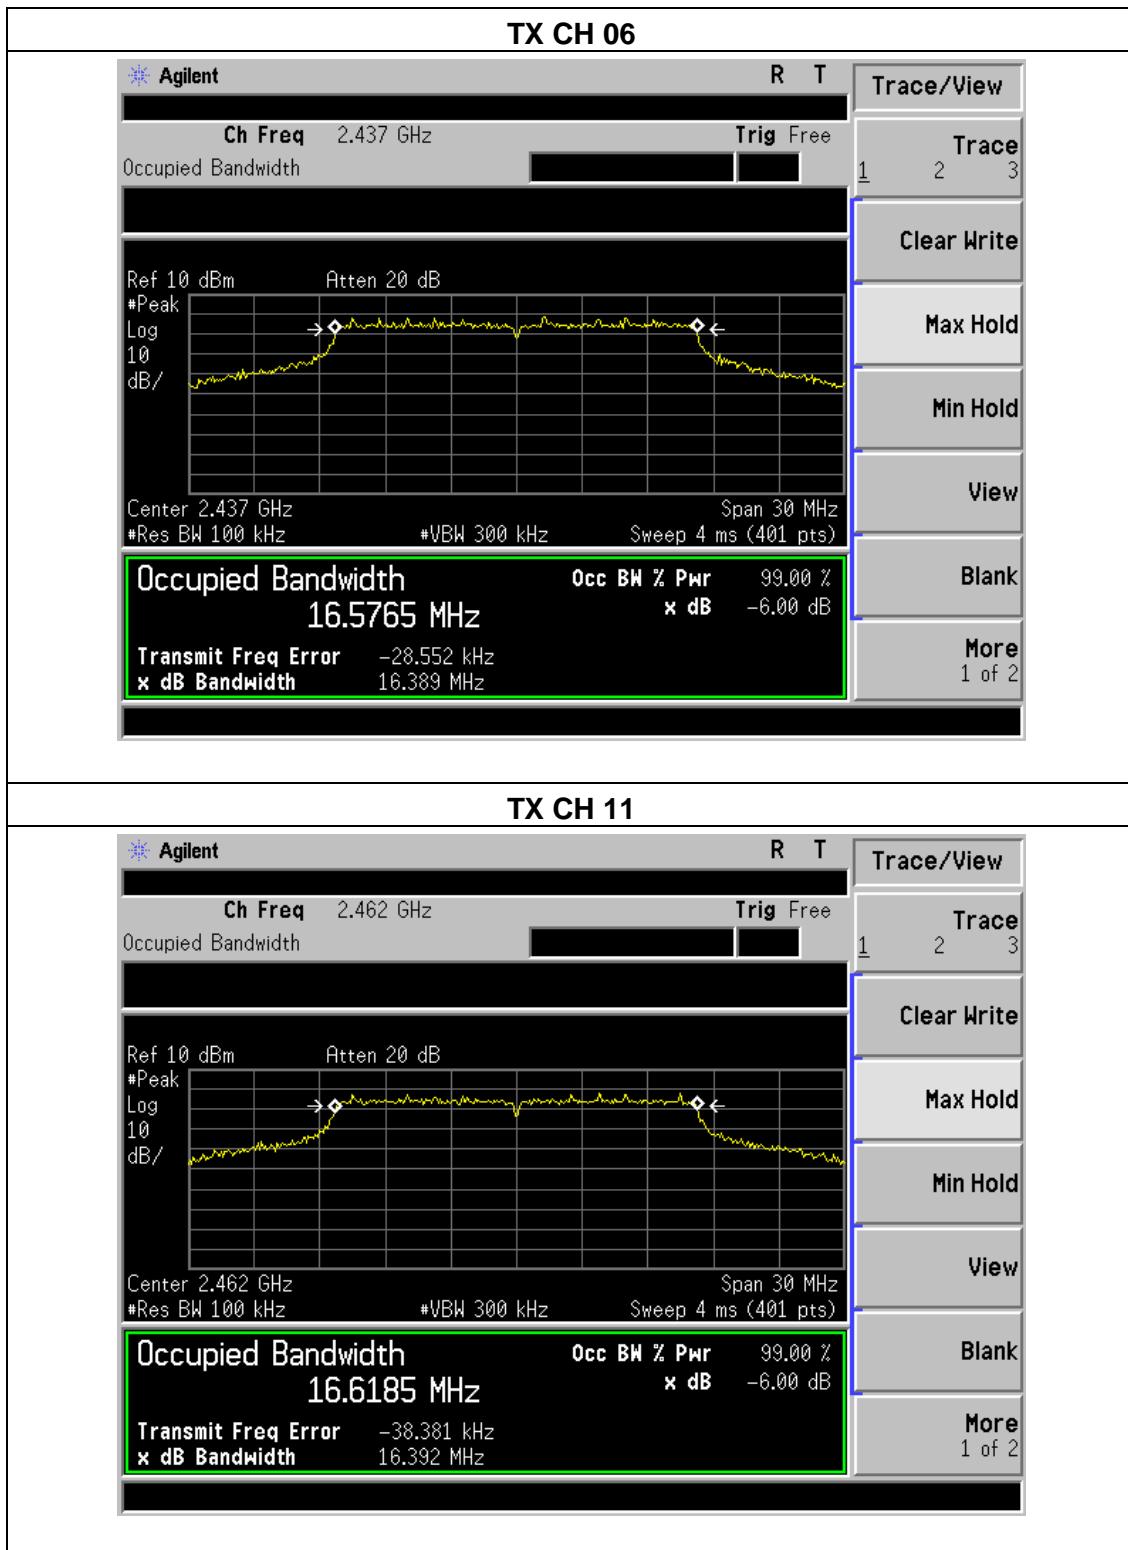 TX CH 06
Agilent R T Trace/View
Ch Freq 2.437 GHz Trig Free
Occupied Bandwidth
Trace
1 2 3
Clear Write
Ref 10 dBm Atten 20 dB
#Peak
Log
10
dB/
Max Hold
Min Hold
View
Center 2.437 GHz Span 30 MHz
#Res BW 100 kHz #VBW 300 kHz Sweep 4 ms (401 pts)
Occupied Bandwidth Occ BW % Pwr 99.00 %
16.5765 MHz x dB -6.00 dB
Blank
Transmit Freq Error -28.552 kHz
x dB Bandwidth 16.389 MHz
More
1 of 2
TX CH 11
Agilent R T Trace/View
Ch Freq 2.462 GHz Trig Free
Occupied Bandwidth
Trace
1 2 3
Clear Write
Ref 10 dBm Atten 20 dB
#Peak
Log
10
dB/
Max Hold
Min Hold
View
Center 2.462 GHz Span 30 MHz
#Res BW 100 kHz #VBW 300 kHz Sweep 4 ms (401 pts)
Occupied Bandwidth Occ BW % Pwr 99.00 %
16.6185 MHz x dB -6.00 dB
Blank
Transmit Freq Error -38.381 kHz
x dB Bandwidth 16.392 MHz
More
1 of 2